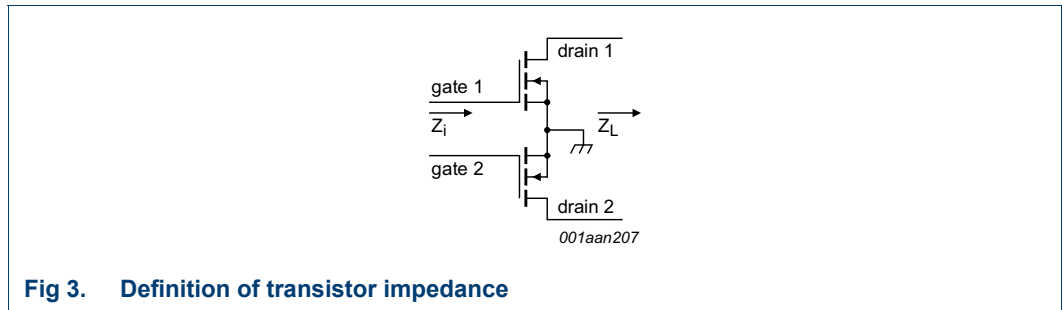 drain 1
gate 1
Zi
ZL
gate 2
drain 2
001aan207
Fig 3. Definition of transistor impedance